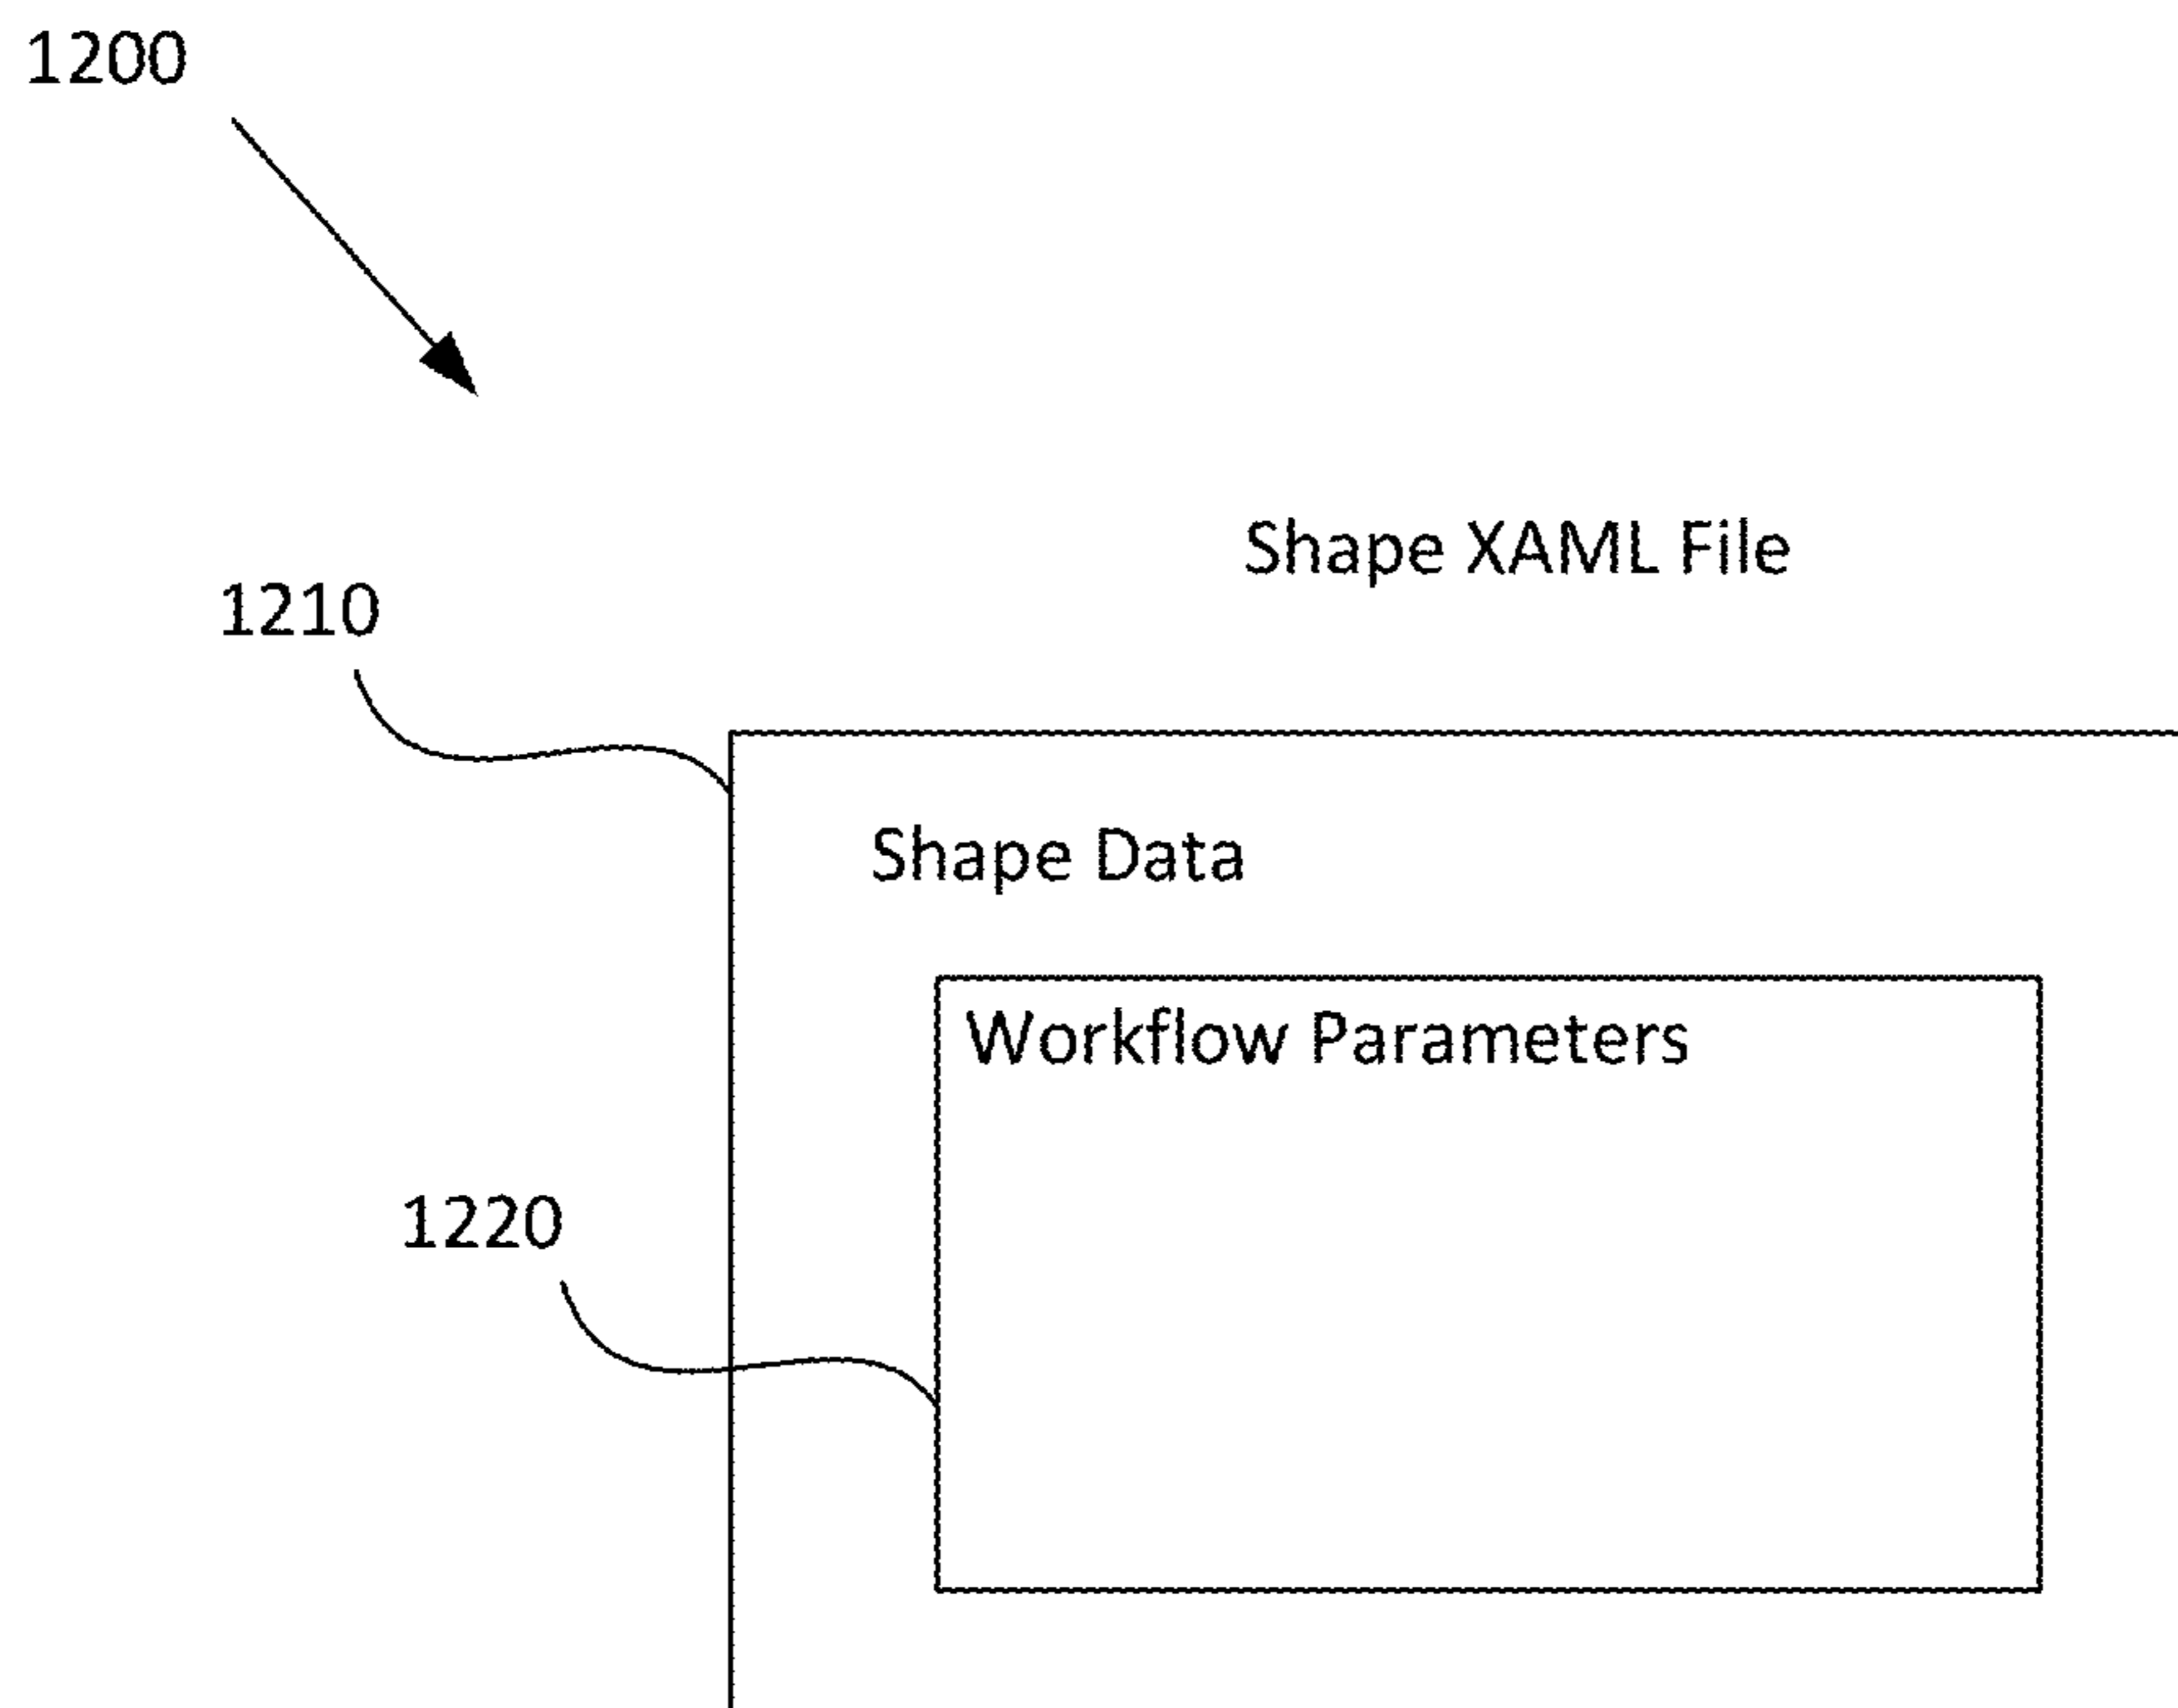 1200
Shape XAML File
1210
Shape Data
Workflow Parameters
1220